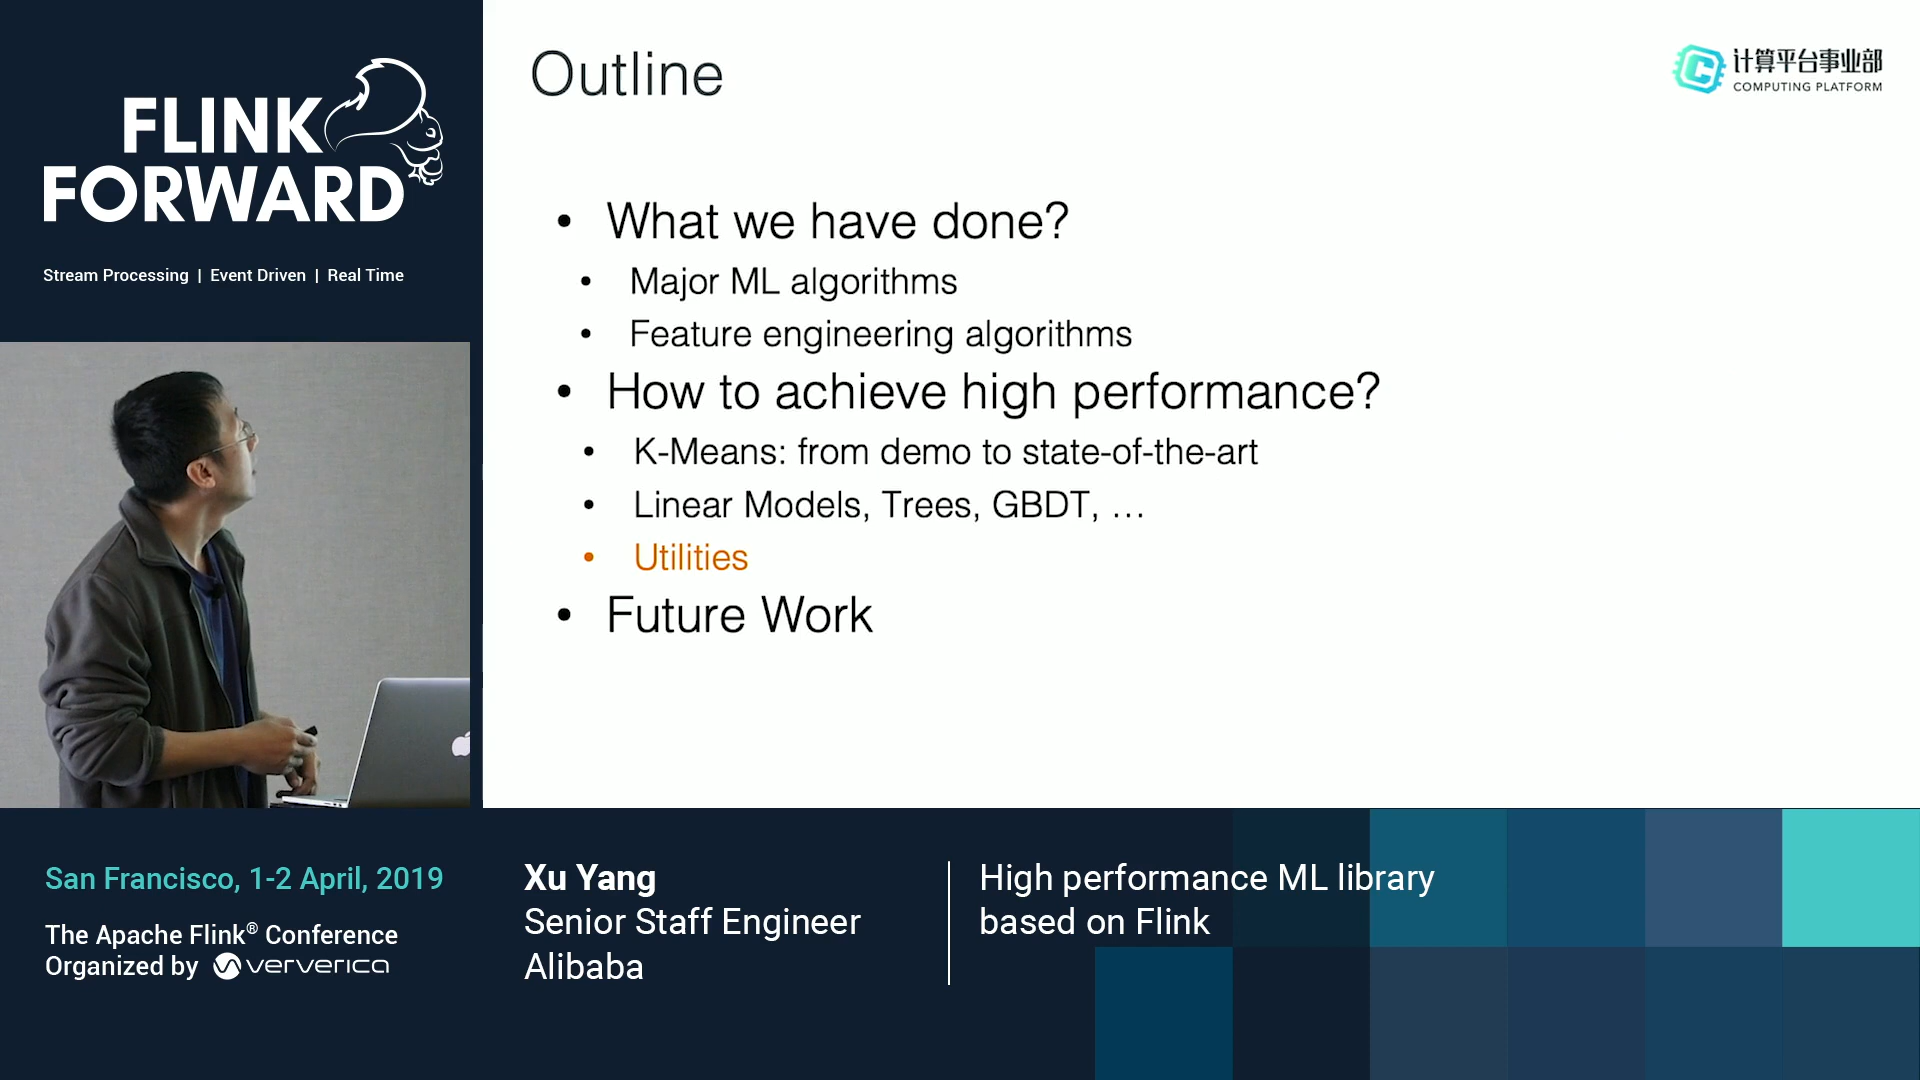 FLINK
FORWARD
Stream Processing | Event Driven | Real Time
Outline
计算平台事业部
COMPUTING PLATFORM
• What we have done?
• Major ML algorithms
• Feature engineering algorithms
• How to achieve high performance?
• K-Means: from demo to state-of-the-art
• Linear Models, Trees, GBDT, …
• Utilities
• Future Work
San Francisco, 1-2 April, 2019
The Apache Flink® Conference
Organized by ververica
Xu Yang
Senior Staff Engineer
Alibaba
High performance ML library
based on Flink